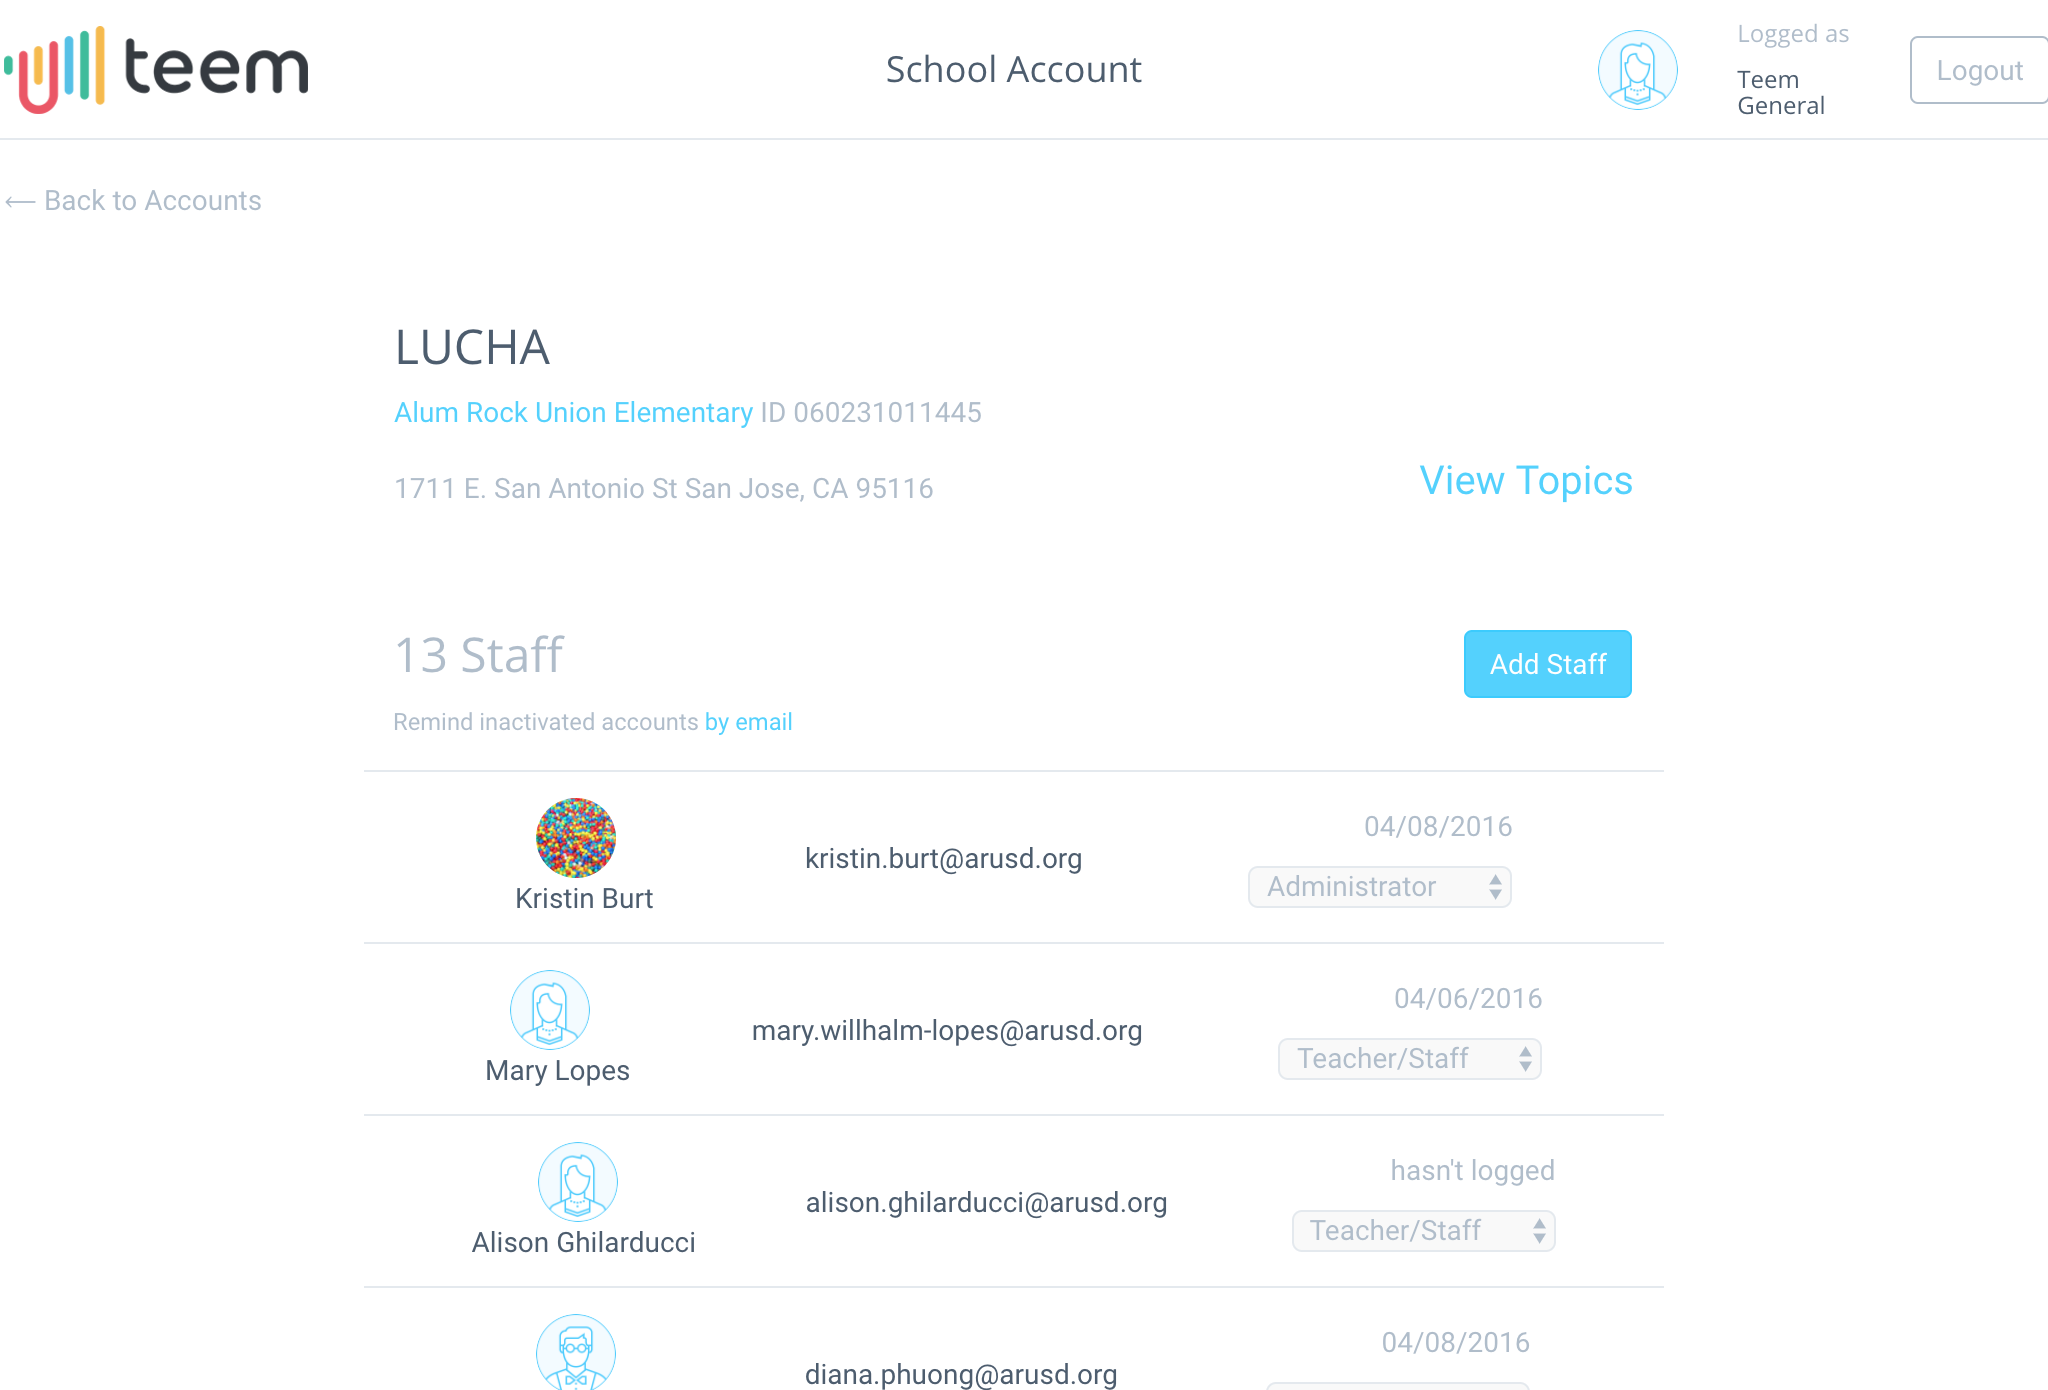 teem
School Account
Logged as
Teem
General
Logout
← Back to Accounts
LUCHA
Alum Rock Union Elementary ID 060231011445
1711 E. San Antonio St San Jose, CA 95116
View Topics
13 Staff
Add Staff
Remind inactivated accounts by email
04/08/2016
kristin.burt@arusd.org
Administrator
Kristin Burt
04/06/2016
mary.willhalm-lopes@arusd.org
Teacher/Staff
Mary Lopes
hasn't logged
alison.ghilarducci@arusd.org
Teacher/Staff
Alison Ghilarducci
04/08/2016
diana.phuong@arusd.org